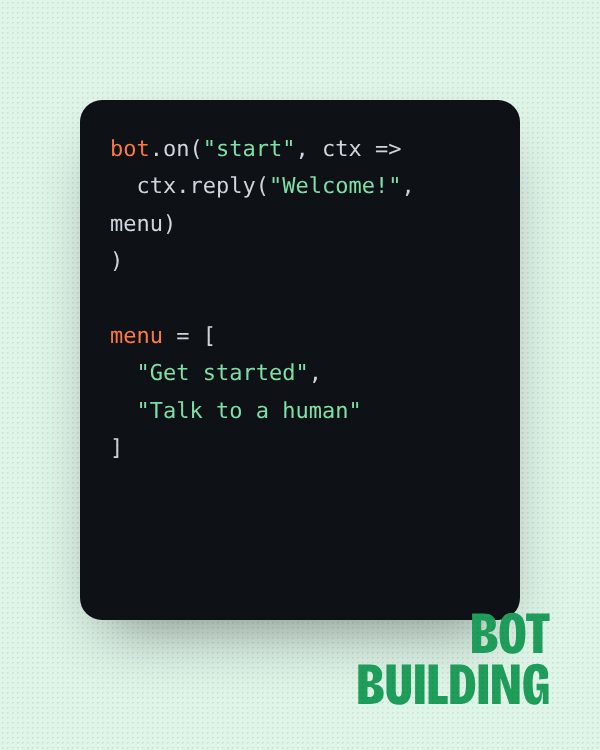 bot.on("start", ctx =>
  ctx.reply("Welcome!",
menu)
)

menu = [
  "Get started",
  "Talk to a human"
]
BOT
BUILDING